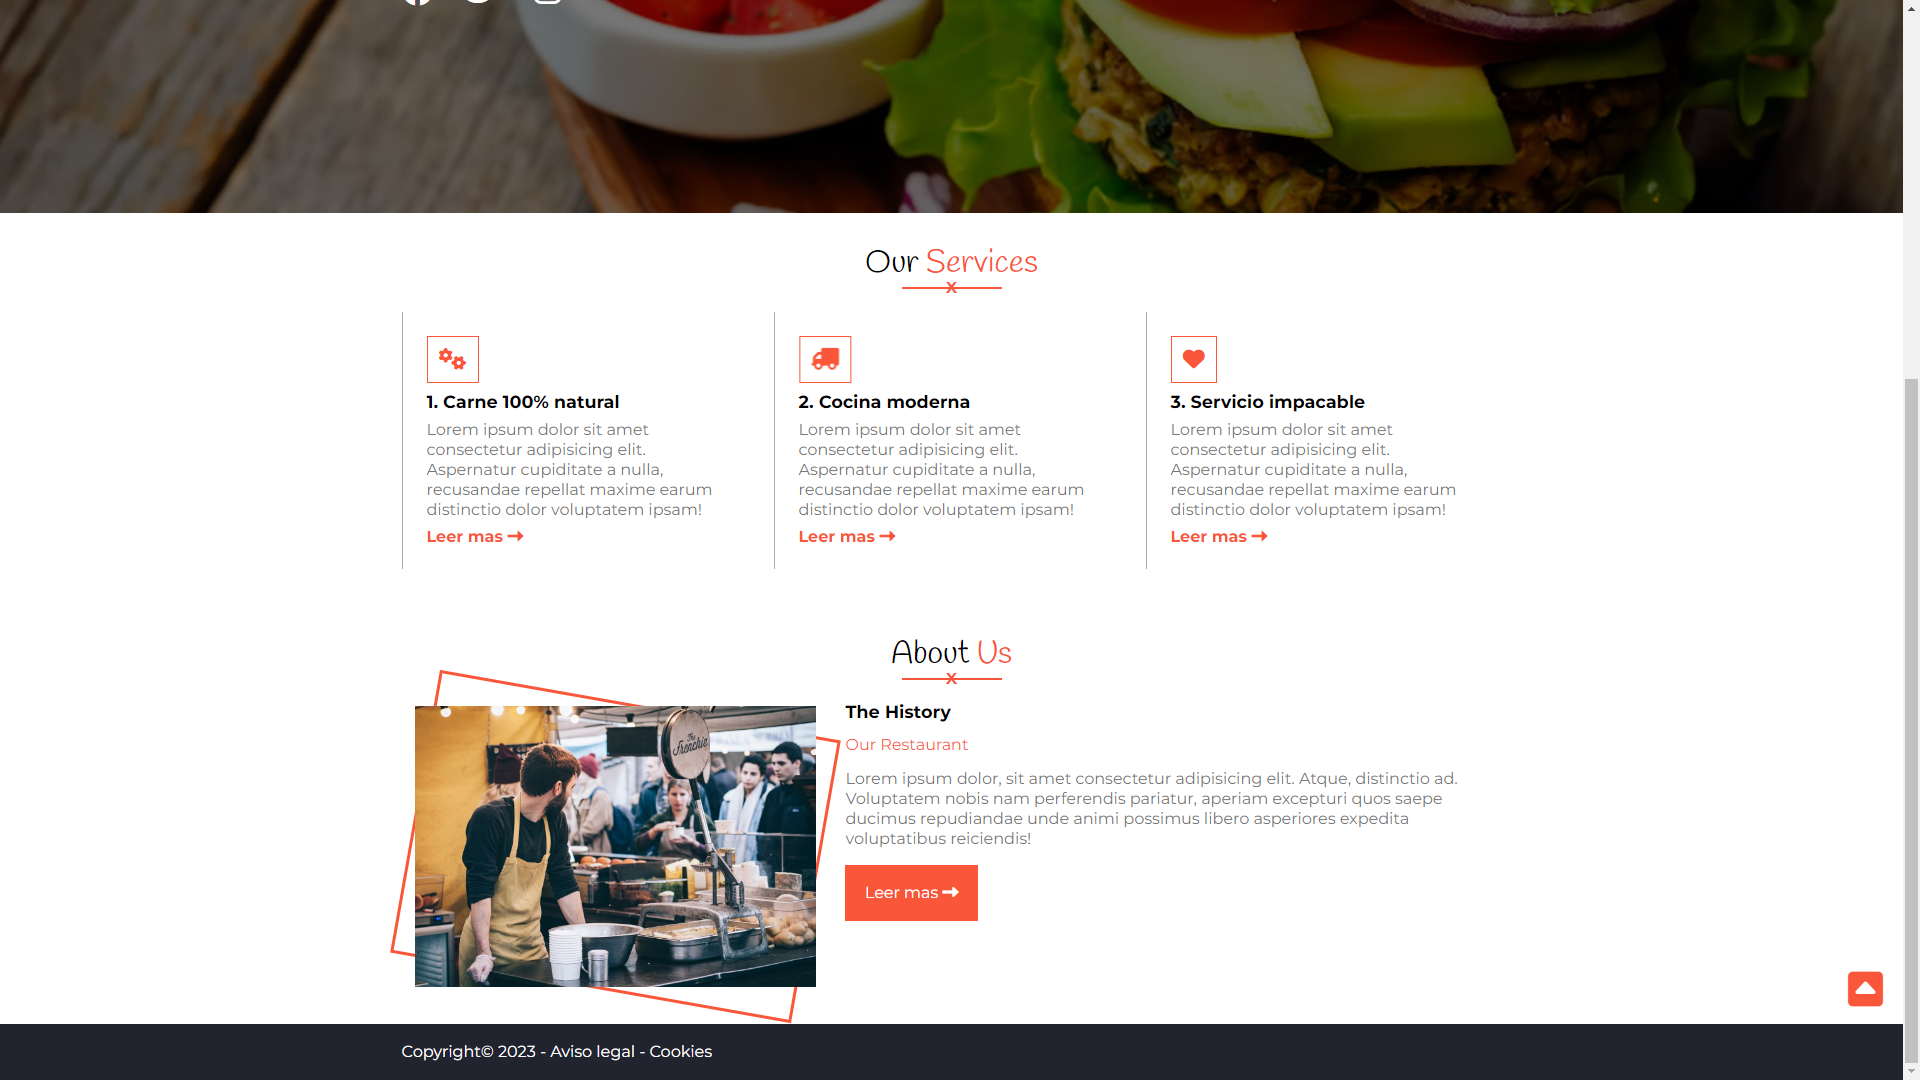 Our Services
x
1. Carne 100% natural
Lorem ipsum dolor sit amet
consectetur adipisicing elit.
Aspernatur cupiditate a nulla,
recusandae repellat maxime earum
distinctio dolor voluptatem ipsam!
Leer mas
2. Cocina moderna
Lorem ipsum dolor sit amet
consectetur adipisicing elit.
Aspernatur cupiditate a nulla,
recusandae repellat maxime earum
distinctio dolor voluptatem ipsam!
Leer mas
3. Servicio impacable
Lorem ipsum dolor sit amet
consectetur adipisicing elit.
Aspernatur cupiditate a nulla,
recusandae repellat maxime earum
distinctio dolor voluptatem ipsam!
Leer mas
About Us
x
The
Frenchie
The History
Our Restaurant
Lorem ipsum dolor, sit amet consectetur adipisicing elit. Atque, distinctio ad.
Voluptatem nobis nam perferendis pariatur, aperiam excepturi quos saepe
ducimus repudiandae unde animi possimus libero asperiores expedita
voluptatibus reiciendis!
Leer mas
Copyright© 2023 - Aviso legal - Cookies